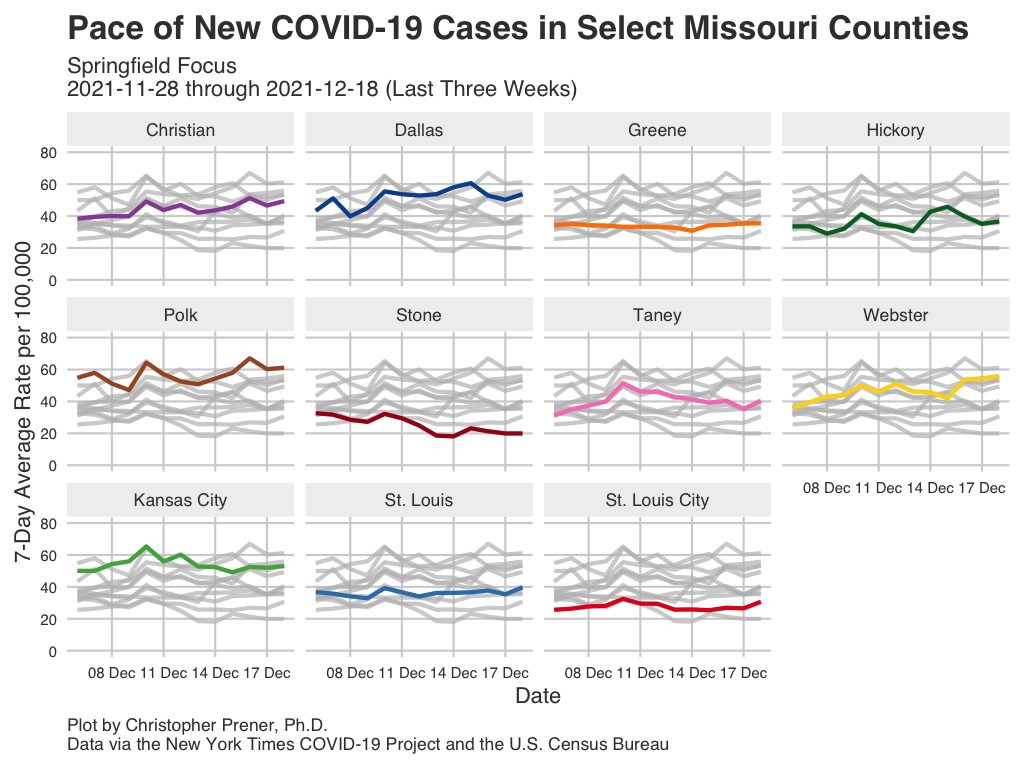 Pace of New COVID-19 Cases in Select Missouri Counties
Springfield Focus
2021-11-28 through 2021-12-18 (Last Three Weeks)
Christian
Dallas
Greene
Hickory
80
60
40
20
0
Polk
Stone
Taney
Webster
80
60
40
20
0
08 Dec 11 Dec 14 Dec 17 Dec
Kansas City
St. Louis
St. Louis City
80
60
40
20
0
08 Dec 11 Dec 14 Dec 17 Dec
08 Dec 11 Dec 14 Dec 17 Dec
08 Dec 11 Dec 14 Dec 17 Dec
7-Day Average Rate per 100,000
Date
Plot by Christopher Prener, Ph.D.
Data via the New York Times COVID-19 Project and the U.S. Census Bureau